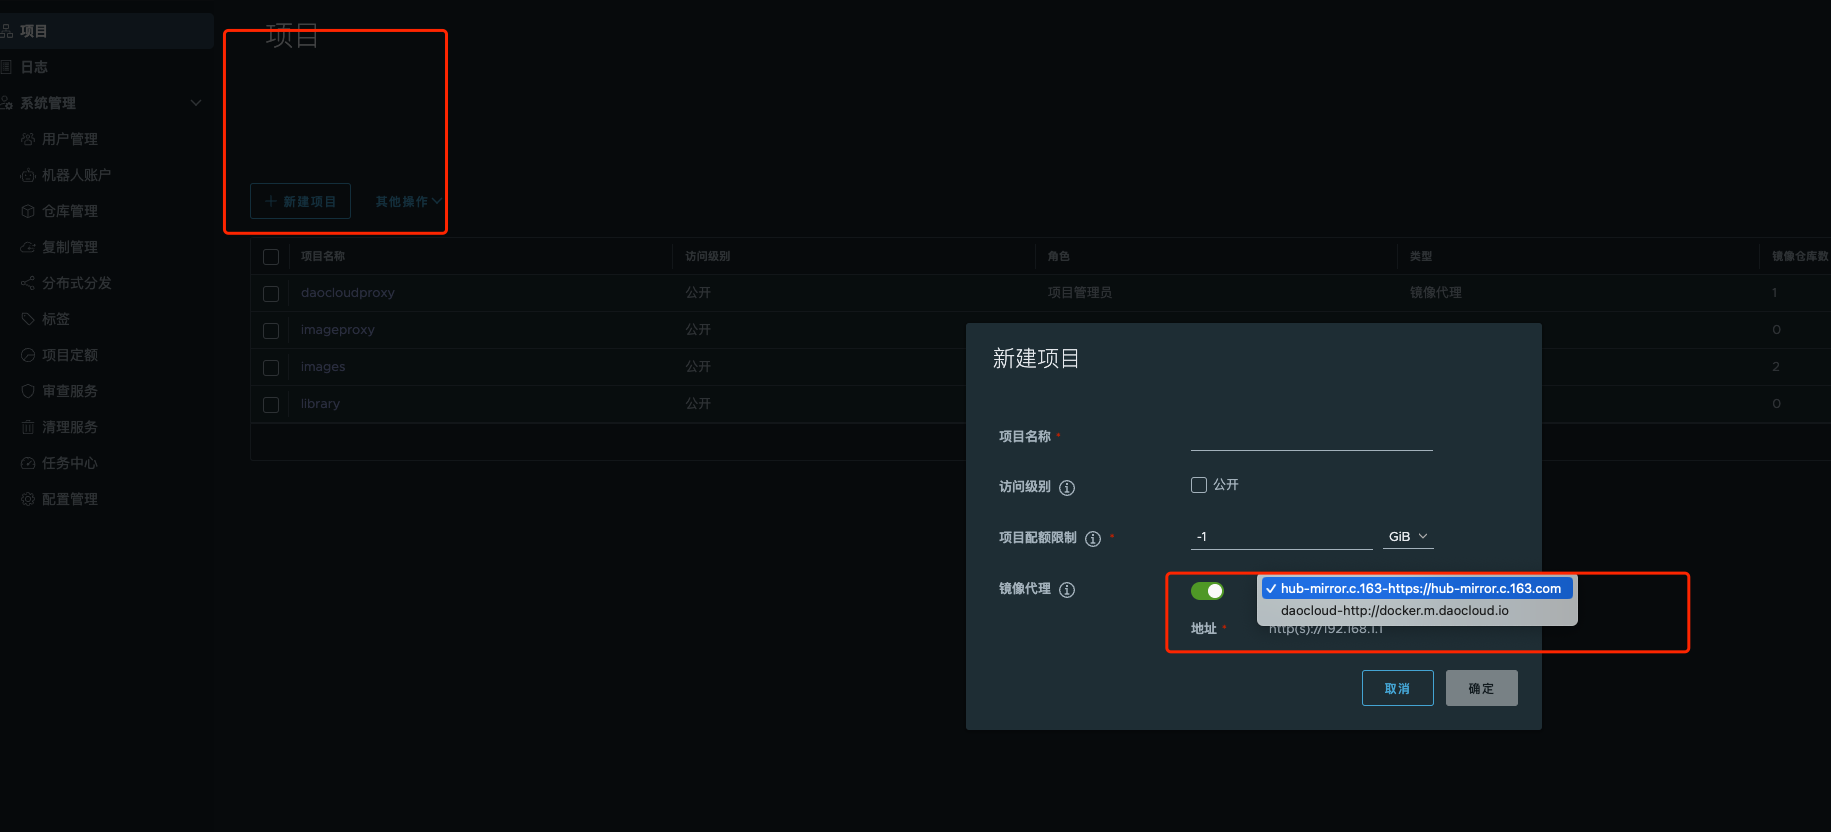 项目
日志
系统管理
用户管理
机器人账户
仓库管理
复制管理
分布式分发
标签
项目定额
审查服务
清理服务
任务中心
配置管理
项目
新建项目 其他操作
项目名称 访问级别 角色 类型 镜像仓库数
daocloudproxy 公开 项目管理员 镜像代理 1
imageproxy 公开 0
images 公开 2
library 公开 0
新建项目
项目名称 *
访问级别 公开
项目配额限制 * -1 GiB
镜像代理 hub-mirror.c.163-https://hub-mirror.c.163.com
daocloud-http://docker.m.daocloud.io
地址 * http(s)://192.168.1.1
取消 确定